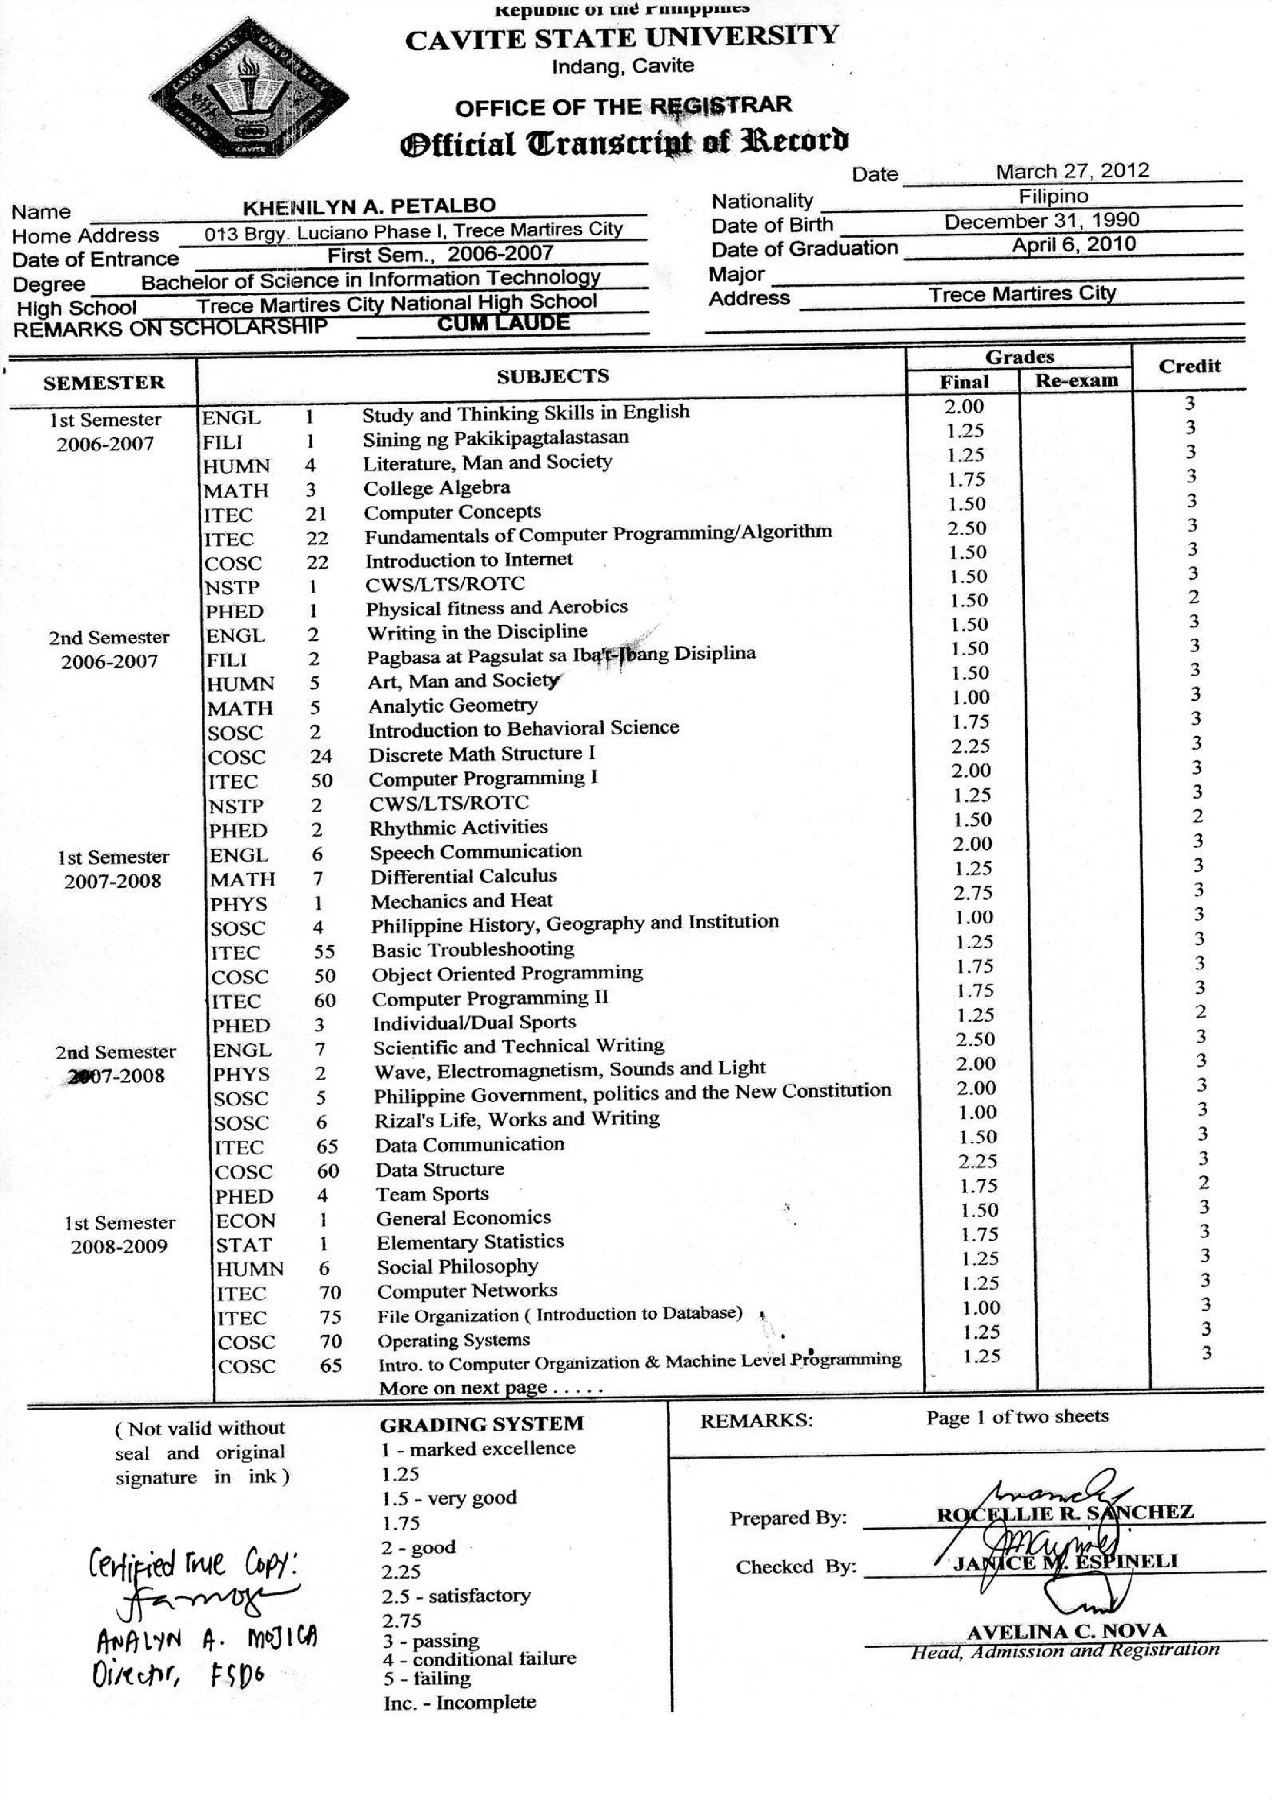 Republic of the Philippines
CAVITE STATE UNIVERSITY
Indang, Cavite
OFFICE OF THE REGISTRAR
Official Transcript of Record
CAVITE STATE UNIVERSITY
INDANG CAVITE
Date March 27, 2012
Name KHENILYN A. PETALBO
Nationality Filipino
Home Address 013 Brgy. Luciano Phase I, Trece Martires City
Date of Birth December 31, 1990
Date of Entrance First Sem., 2006-2007
Date of Graduation April 6, 2010
Degree Bachelor of Science in Information Technology
Major
High School Trece Martires City National High School
Address Trece Martires City
REMARKS ON SCHOLARSHIP CUM LAUDE
SEMESTER SUBJECTS Grades Credit
Final Re-exam
1st Semester ENGL 1 Study and Thinking Skills in English 2.00 3
2006-2007 FILI 1 Sining ng Pakikipagtalastasan 1.25 3
HUMN 4 Literature, Man and Society 1.25 3
MATH 3 College Algebra 1.75 3
ITEC 21 Computer Concepts 1.50 3
ITEC 22 Fundamentals of Computer Programming/Algorithm 2.50 3
COSC 22 Introduction to Internet 1.50 3
NSTP 1 CWS/LTS/ROTC 1.50 3
PHED 1 Physical fitness and Aerobics 1.50 2
2nd Semester ENGL 2 Writing in the Discipline 1.50 3
2006-2007 FILI 2 Pagbasa at Pagsulat sa Iba't-Ibang Disiplina 1.50 3
HUMN 5 Art, Man and Society 1.50 3
MATH 5 Analytic Geometry 1.00 3
SOSC 2 Introduction to Behavioral Science 1.75 3
COSC 24 Discrete Math Structure I 2.25 3
ITEC 50 Computer Programming I 2.00 3
NSTP 2 CWS/LTS/ROTC 1.25 3
PHED 2 Rhythmic Activities 1.50 2
1st Semester ENGL 6 Speech Communication 2.00 3
2007-2008 MATH 7 Differential Calculus 1.25 3
PHYS 1 Mechanics and Heat 2.75 3
SOSC 4 Philippine History, Geography and Institution 1.00 3
ITEC 55 Basic Troubleshooting 1.25 3
COSC 50 Object Oriented Programming 1.75 3
ITEC 60 Computer Programming II 1.75 3
PHED 3 Individual/Dual Sports 1.25 2
2nd Semester ENGL 7 Scientific and Technical Writing 2.50 3
2007-2008 PHYS 2 Wave, Electromagnetism, Sounds and Light 2.00 3
SOSC 5 Philippine Government, politics and the New Constitution 2.00 3
SOSC 6 Rizal's Life, Works and Writing 1.00 3
ITEC 65 Data Communication 1.50 3
COSC 60 Data Structure 2.25 3
PHED 4 Team Sports 1.75 2
1st Semester ECON 1 General Economics 1.50 3
2008-2009 STAT 1 Elementary Statistics 1.75 3
HUMN 6 Social Philosophy 1.25 3
ITEC 70 Computer Networks 1.25 3
ITEC 75 File Organization ( Introduction to Database) 1.00 3
COSC 70 Operating Systems 1.25 3
COSC 65 Intro. to Computer Organization & Machine Level Programming 1.25 3
More on next page . . . . .
( Not valid without
seal and original
signature in ink )
Certified True Copy:
ANALYN A. MOJICA
Director, FSDO
GRADING SYSTEM
1 - marked excellence
1.25
1.5 - very good
1.75
2 - good
2.25
2.5 - satisfactory
2.75
3 - passing
4 - conditional failure
5 - failing
Inc. - Incomplete
REMARKS: Page 1 of two sheets
Prepared By: ROCELLIE R. SANCHEZ
Checked By: JANICE M. ESPINELI
AVELINA C. NOVA
Head, Admission and Registration